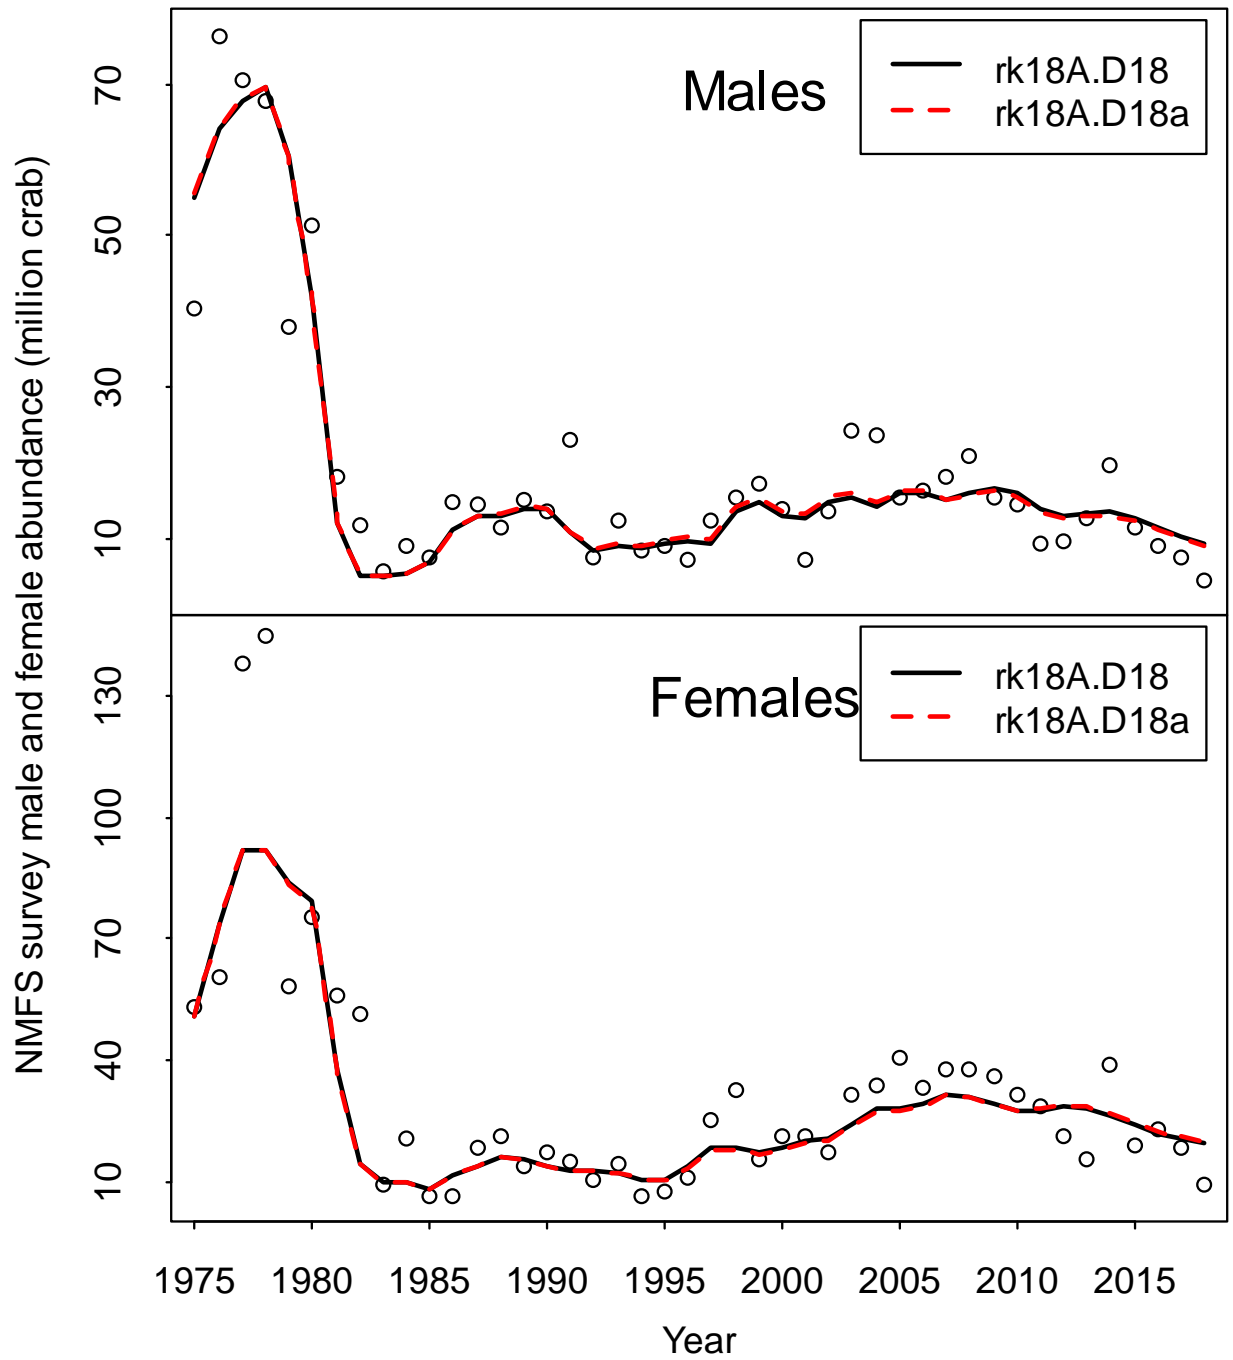 NMFS survey male and female abundance (million crab)
70
50
30
10
Males
rk18A.D18
rk18A.D18a
130
100
70
40
10
Females
rk18A.D18
rk18A.D18a
1975 1980 1985 1990 1995 2000 2005 2010 2015
Year